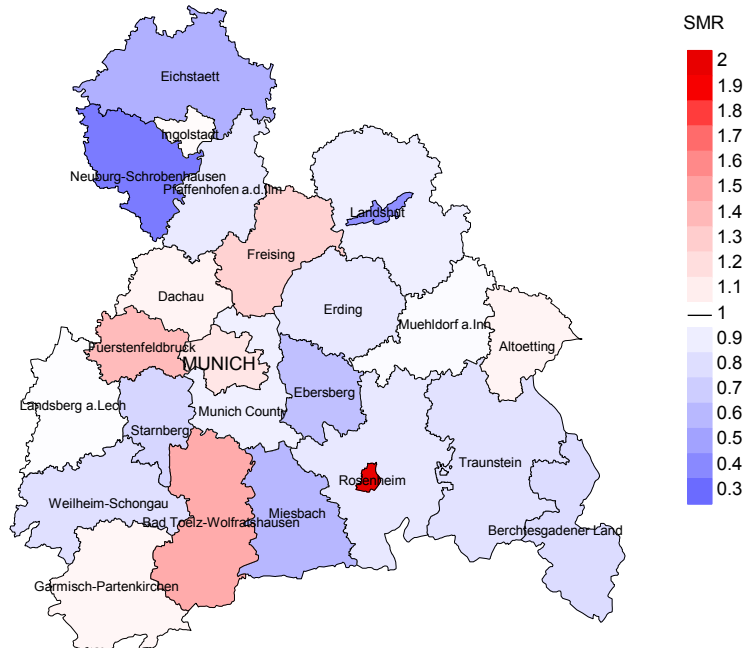 SMR
2
1.9
1.8
1.7
1.6
1.5
1.4
1.3
1.2
1.1
1
0.9
0.8
0.7
0.6
0.5
0.4
0.3
Eichstaett
Ingolstadt
Neuburg-Schrobenhausen
Pfaffenhofen a.d.Ilm
Landshut
Freising
Dachau
Erding
Muehldorf a.Inn
Altoetting
Fuerstenfeldbruck
MUNICH
Ebersberg
Landsberg a.Lech
Munich County
Starnberg
Traunstein
Rosenheim
Weilheim-Schongau
Miesbach
Bad Toelz-Wolfratshausen
Berchtesgadener Land
Garmisch-Partenkirchen